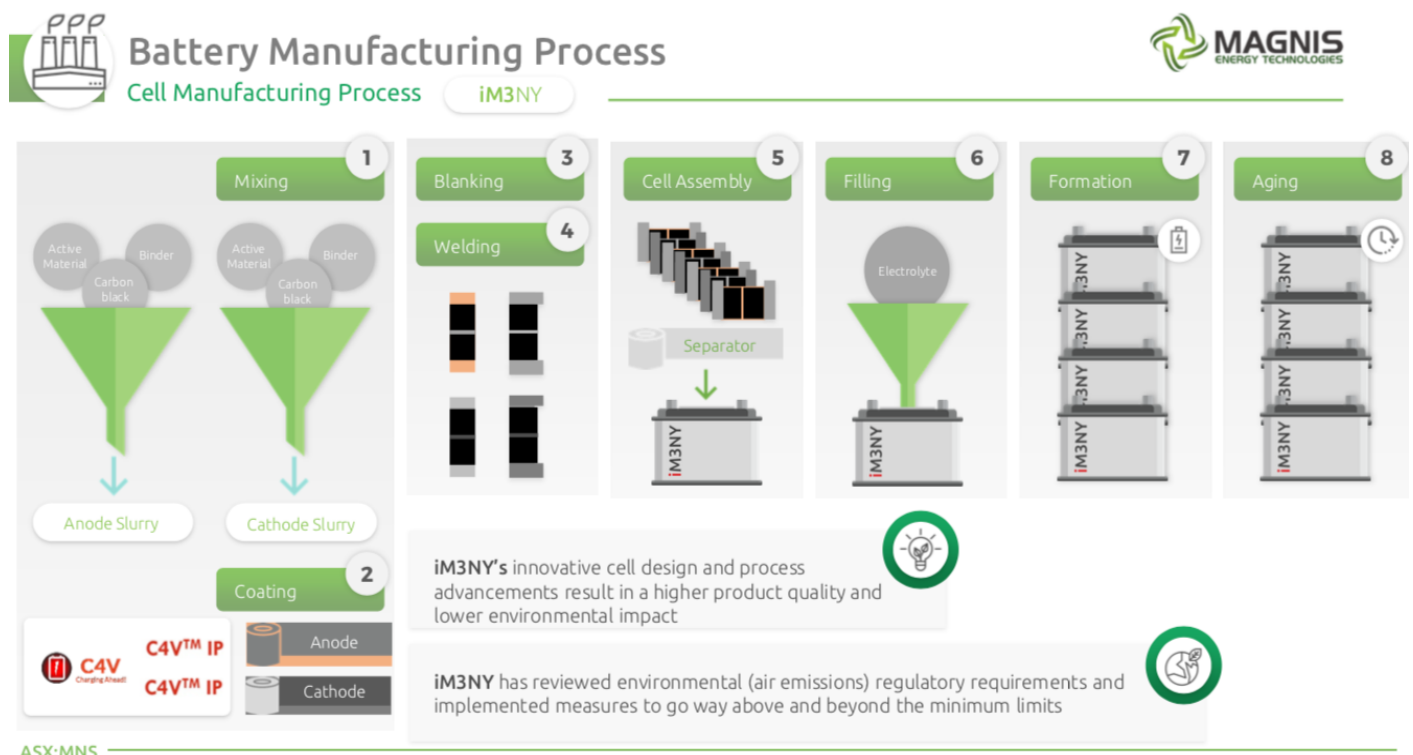 Battery Manufacturing Process
Cell Manufacturing Process
iM3NY
MAGNIS
ENERGY TECHNOLOGIES
1
Mixing
Active
Material
Binder
Carbon
black
Active
Material
Binder
Carbon
black
Anode Slurry
Cathode Slurry
2
Coating
C4V
Charging Ahead!
C4V™ IP
C4V™ IP
Anode
Cathode
3
Blanking
4
Welding
5
Cell Assembly
Separator
iM3NY
6
Filling
Electrolyte
iM3NY
7
Formation
iM3NY
iM3NY
iM3NY
iM3NY
8
Aging
iM3NY
iM3NY
iM3NY
iM3NY
iM3NY's innovative cell design and process
advancements result in a higher product quality and
lower environmental impact
iM3NY has reviewed environmental (air emissions) regulatory requirements and
implemented measures to go way above and beyond the minimum limits
ASX:MNS